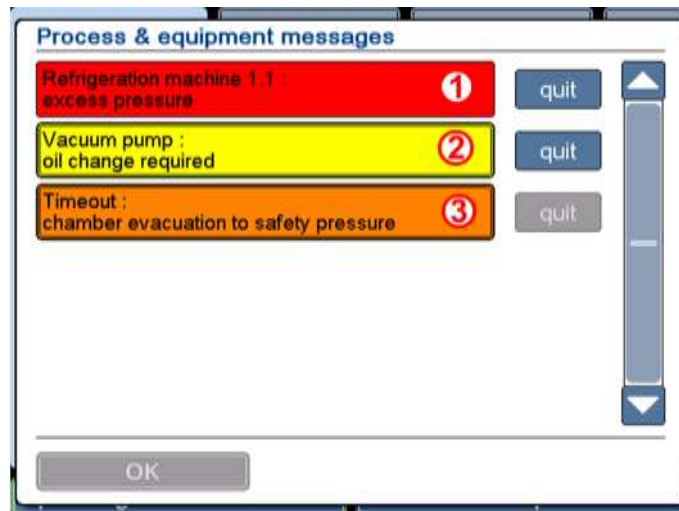 Process & equipment messages
Refrigeration machine 1.1 :
excess pressure
1
quit
Vacuum pump :
oil change required
2
quit
Timeout :
chamber evacuation to safety pressure
3
quit
OK